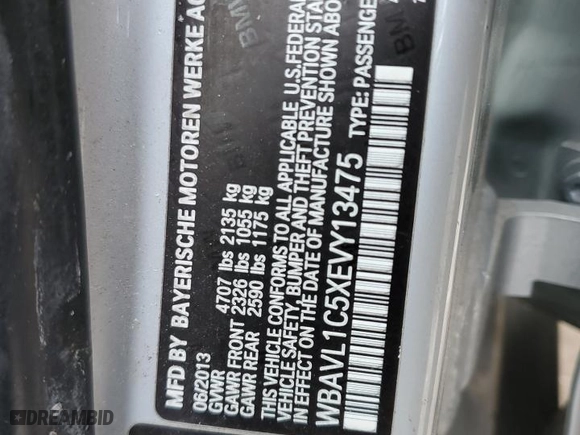 MFD BY BAYERISCHE MOTOREN WERKE AG
06/2013
GVWR 4707 lbs 2135 kg
GAWR FRONT 2326 lbs 1055 kg
GAWR REAR 2590 lbs 1175 kg
THIS VEHICLE CONFORMS TO ALL APPLICABLE U.S. FEDERAL
VEHICLE SAFETY, BUMPER AND THEFT PREVENTION STA
IN EFFECT ON THE DATE OF MANUFACTURE SHOWN ABO
WBAVL1C5XEVY13475 TYPE: PASSENGE
DREAMBID